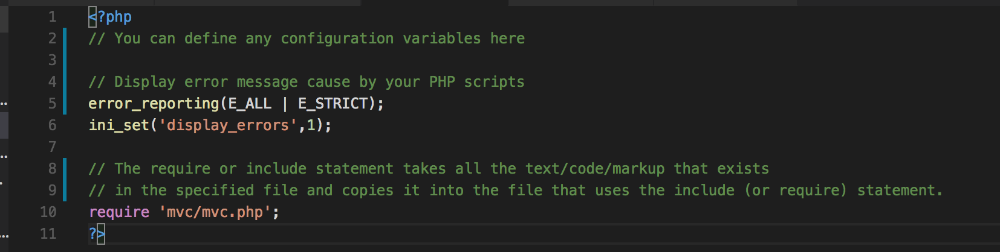 1 <?php
2 // You can define any configuration variables here
3
4 // Display error message cause by your PHP scripts
5 error_reporting(E_ALL | E_STRICT);
6 ini_set('display_errors',1);
7
8 // The require or include statement takes all the text/code/markup that exists
9 // in the specified file and copies it into the file that uses the include (or require) statement.
10 require 'mvc/mvc.php';
11 ?>